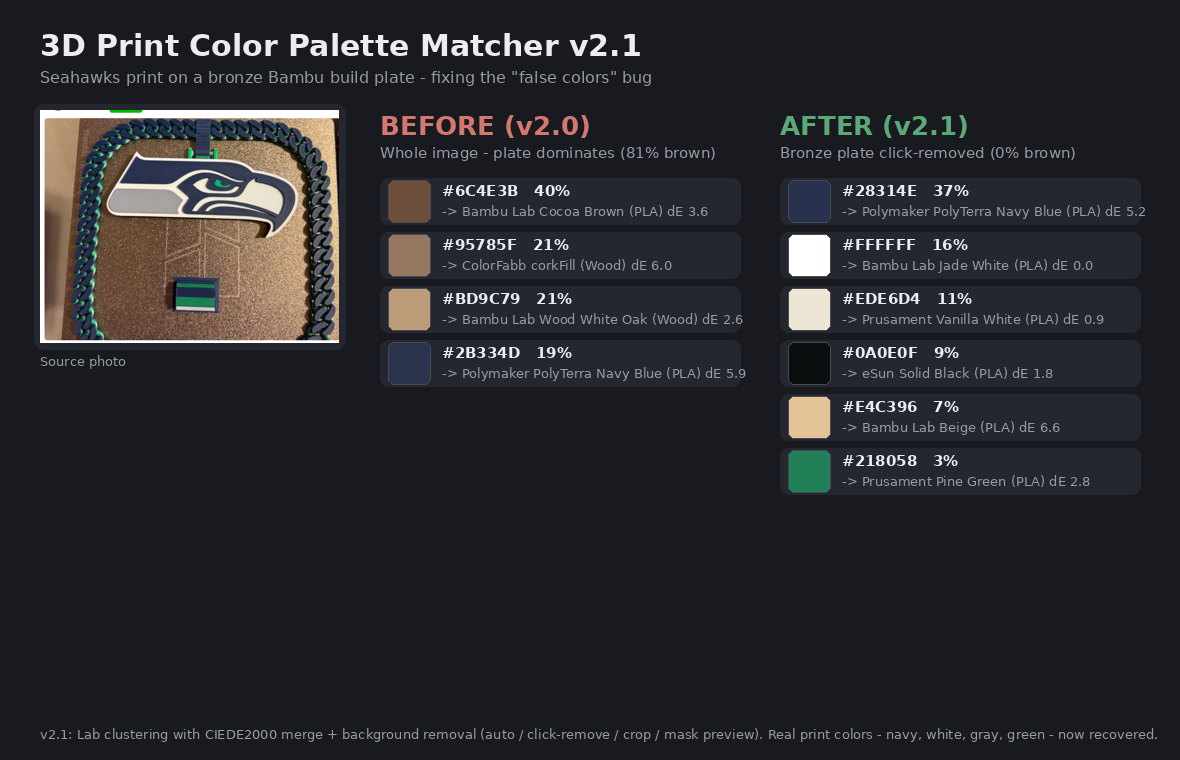 3D Print Color Palette Matcher v2.1
Seahawks print on a bronze Bambu build plate - fixing the "false colors" bug
Source photo
BEFORE (v2.0)
Whole image - plate dominates (81% brown)
#6C4E3B 40%
-> Bambu Lab Cocoa Brown (PLA) dE 3.6
#95785F 21%
-> ColorFabb corkFill (Wood) dE 6.0
#BD9C79 21%
-> Bambu Lab Wood White Oak (Wood) dE 2.6
#2B334D 19%
-> Polymaker PolyTerra Navy Blue (PLA) dE 5.9
AFTER (v2.1)
Bronze plate click-removed (0% brown)
#28314E 37%
-> Polymaker PolyTerra Navy Blue (PLA) dE 5.2
#FFFFFF 16%
-> Bambu Lab Jade White (PLA) dE 0.0
#EDE6D4 11%
-> Prusament Vanilla White (PLA) dE 0.9
#0A0E0F 9%
-> eSun Solid Black (PLA) dE 1.8
#E4C396 7%
-> Bambu Lab Beige (PLA) dE 6.6
#218058 3%
-> Prusament Pine Green (PLA) dE 2.8
v2.1: Lab clustering with CIEDE2000 merge + background removal (auto / click-remove / crop / mask preview). Real print colors - navy, white, gray, green - now recovered.